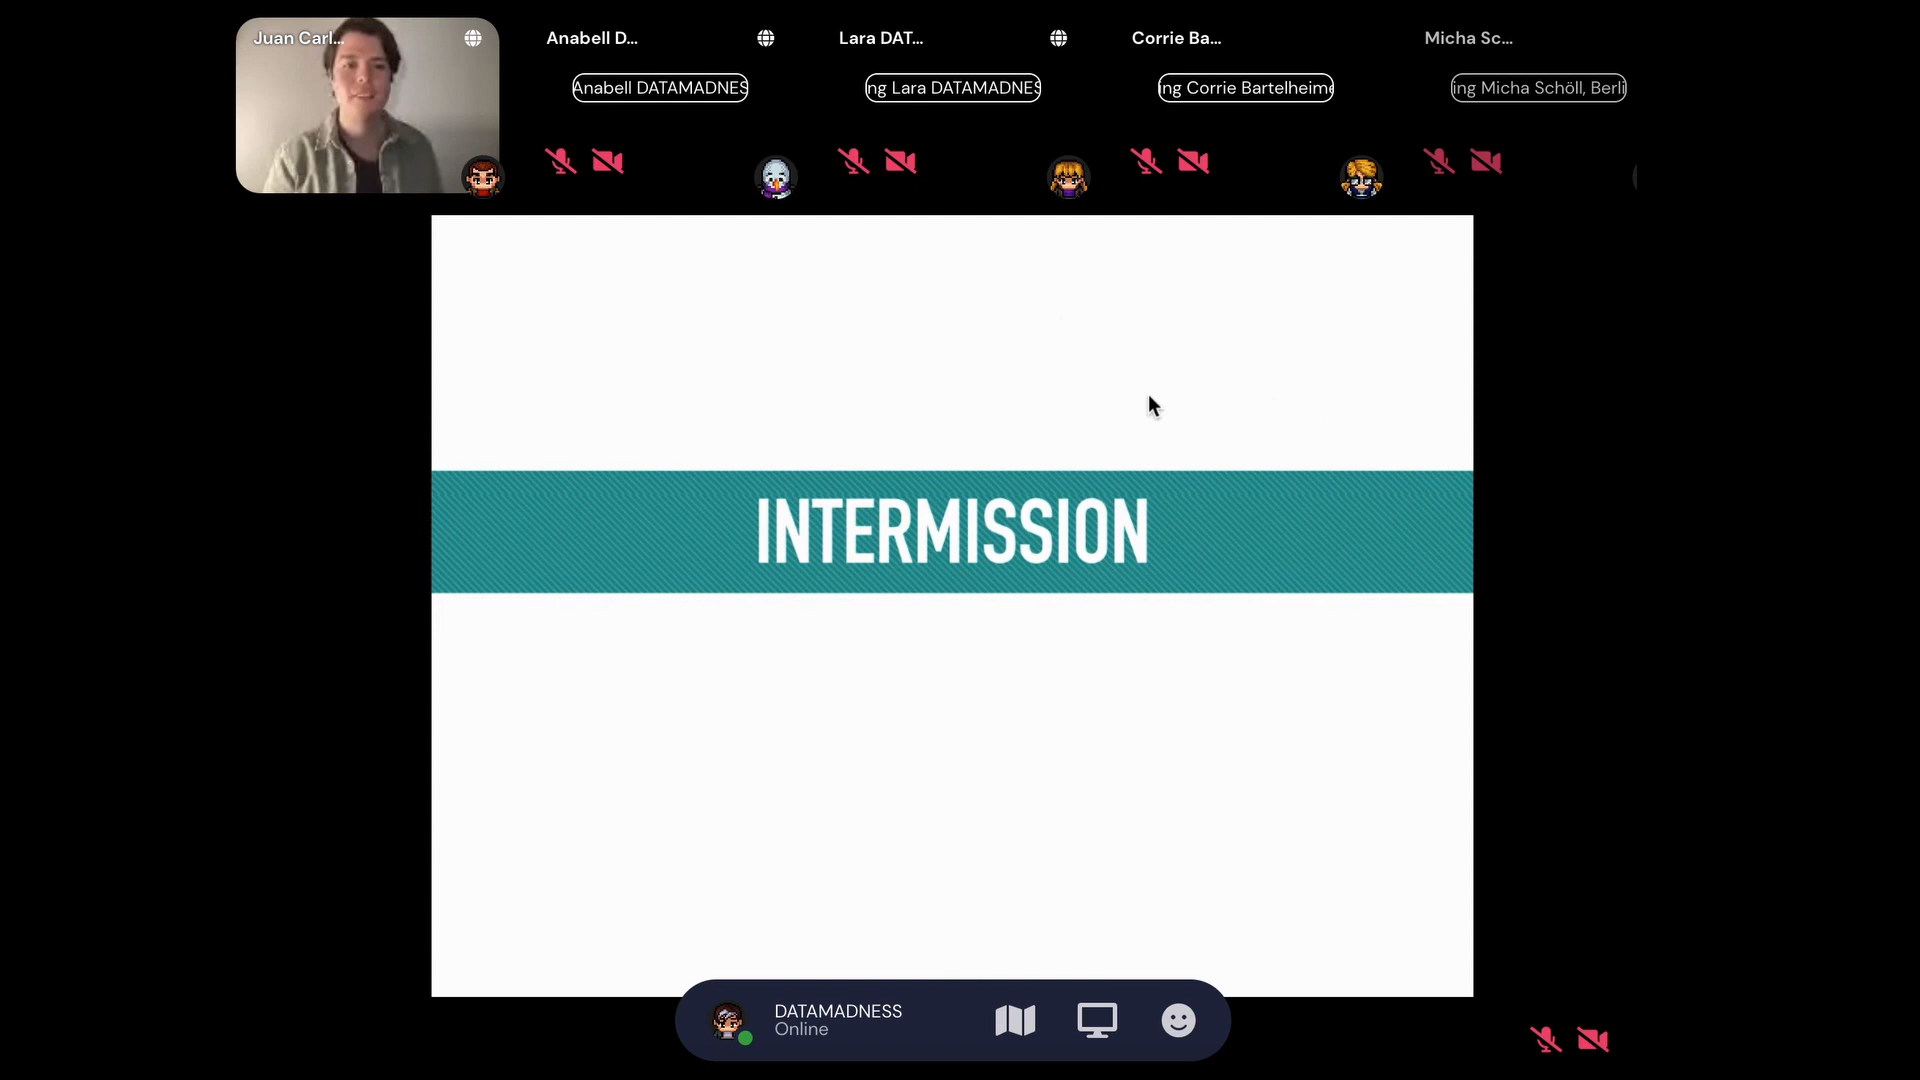 Juan Carl...
Anabell D...
Lara DAT...
Corrie Ba...
Micha Sc...
Anabell DATAMADNES
ng Lara DATAMADNES
ing Corrie Bartelheime
ing Micha Schöll, Berli
INTERMISSION
DATAMADNESS
Online